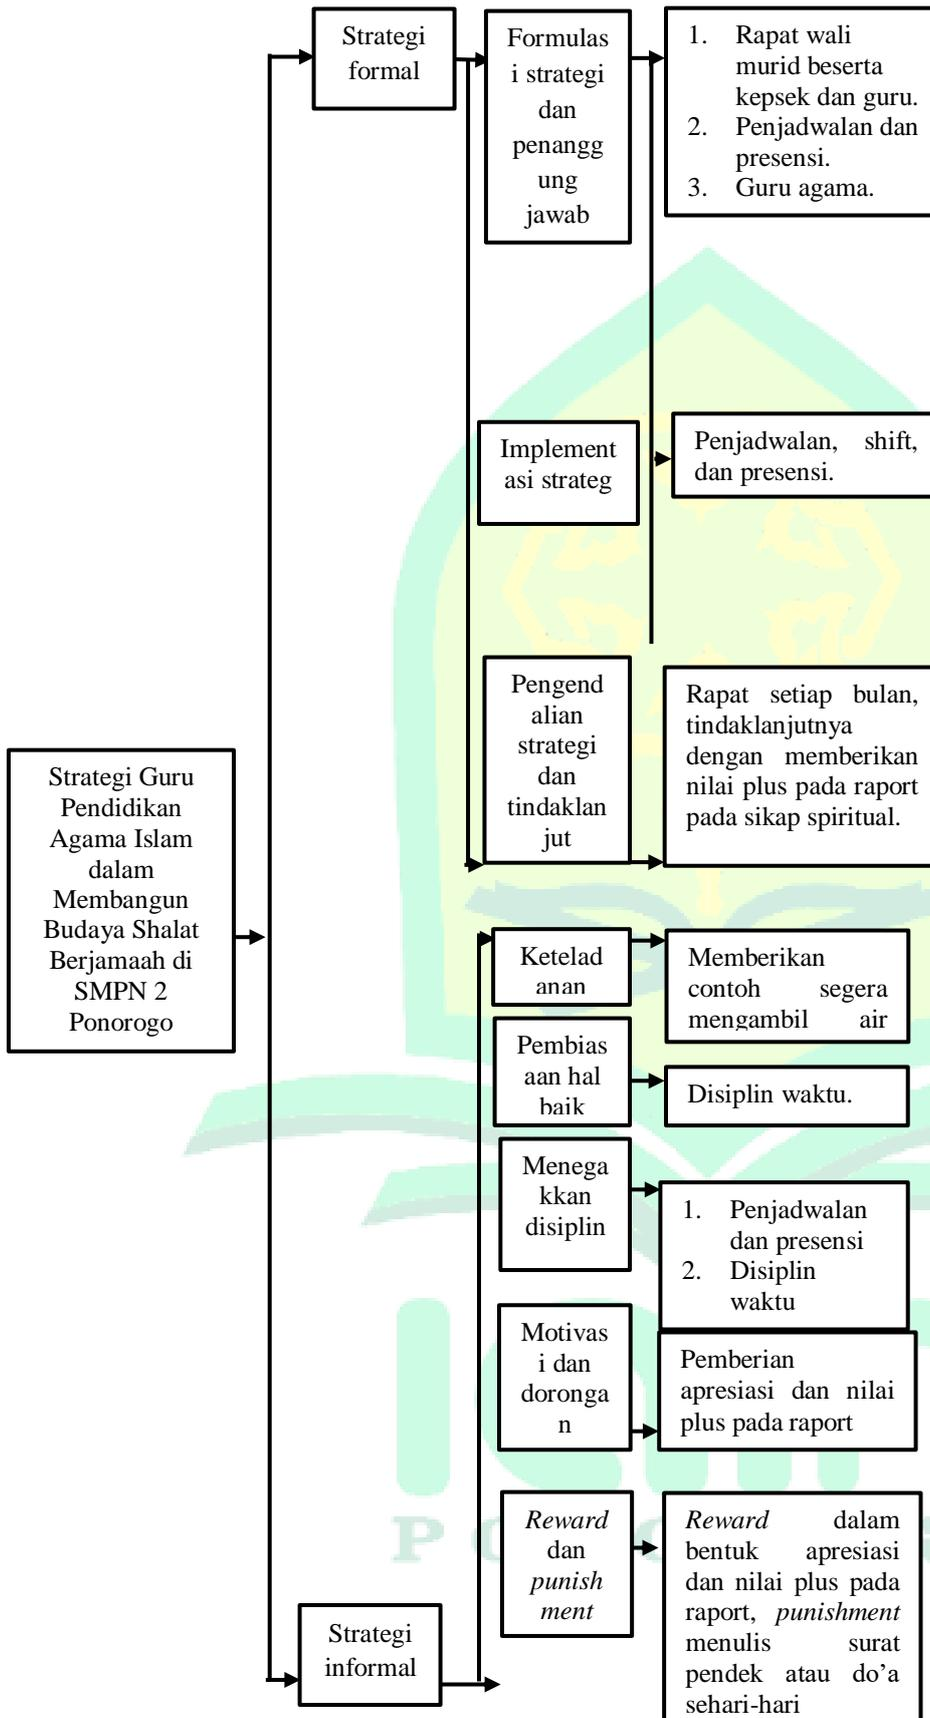 Strategi
formal
Formulas
i strategi
dan
penangg
ung
jawab
1. Rapat wali
murid beserta
kepsek dan guru.
2. Penjadwalan dan
presensi.
3. Guru agama.
Implement
asi strateg
Penjadwalan, shift,
dan presensi.
Pengend
alian
strategi
dan
tindaklan
jut
Rapat setiap bulan,
tindaklanjutnya
dengan memberikan
nilai plus pada raport
pada sikap spiritual.
Strategi Guru
Pendidikan
Agama Islam
dalam
Membangun
Budaya Shalat
Berjamaah di
SMPN 2
Ponorogo
Ketelad
anan
Memberikan
contoh segera
mengambil air
Pembias
aan hal
baik
Disiplin waktu.
Menega
kkan
disiplin
1. Penjadwalan
dan presensi
2. Disiplin
waktu
Motivas
i dan
doronga
n
Pemberian
apresiasi dan nilai
plus pada raport
Reward
dan
punish
ment
Reward dalam
bentuk apresiasi
dan nilai plus pada
raport, punishment
menulis surat
pendek atau do’a
sehari-hari
Strategi
informal